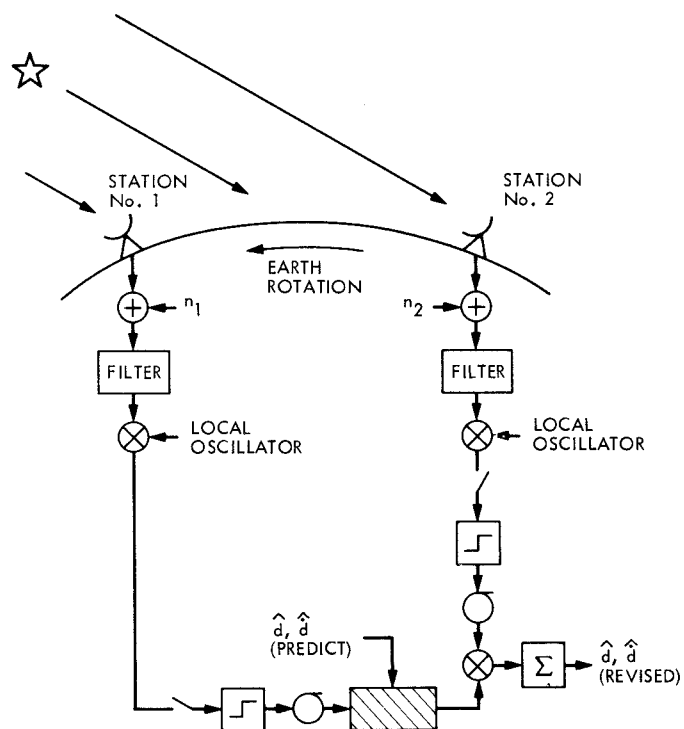 STATION
No. 1
STATION
No. 2
EARTH
ROTATION
+
n₁
n₂
+
FILTER
FILTER
LOCAL
OSCILLATOR
LOCAL
OSCILLATOR
d̂, d̂̇
(PREDICT)
Σ
d̂, d̂̇
(REVISED)